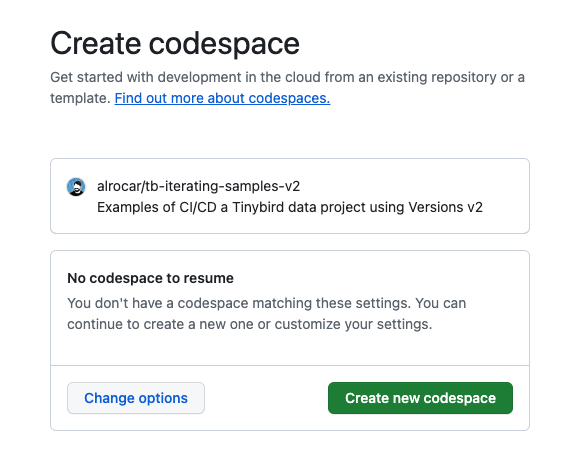 Create codespace
Get started with development in the cloud from an existing repository or a
template. Find out more about codespaces.
alrocar/tb-iterating-samples-v2
Examples of CI/CD a Tinybird data project using Versions v2
No codespace to resume
You don't have a codespace matching these settings. You can
continue to create a new one or customize your settings.
Change options
Create new codespace